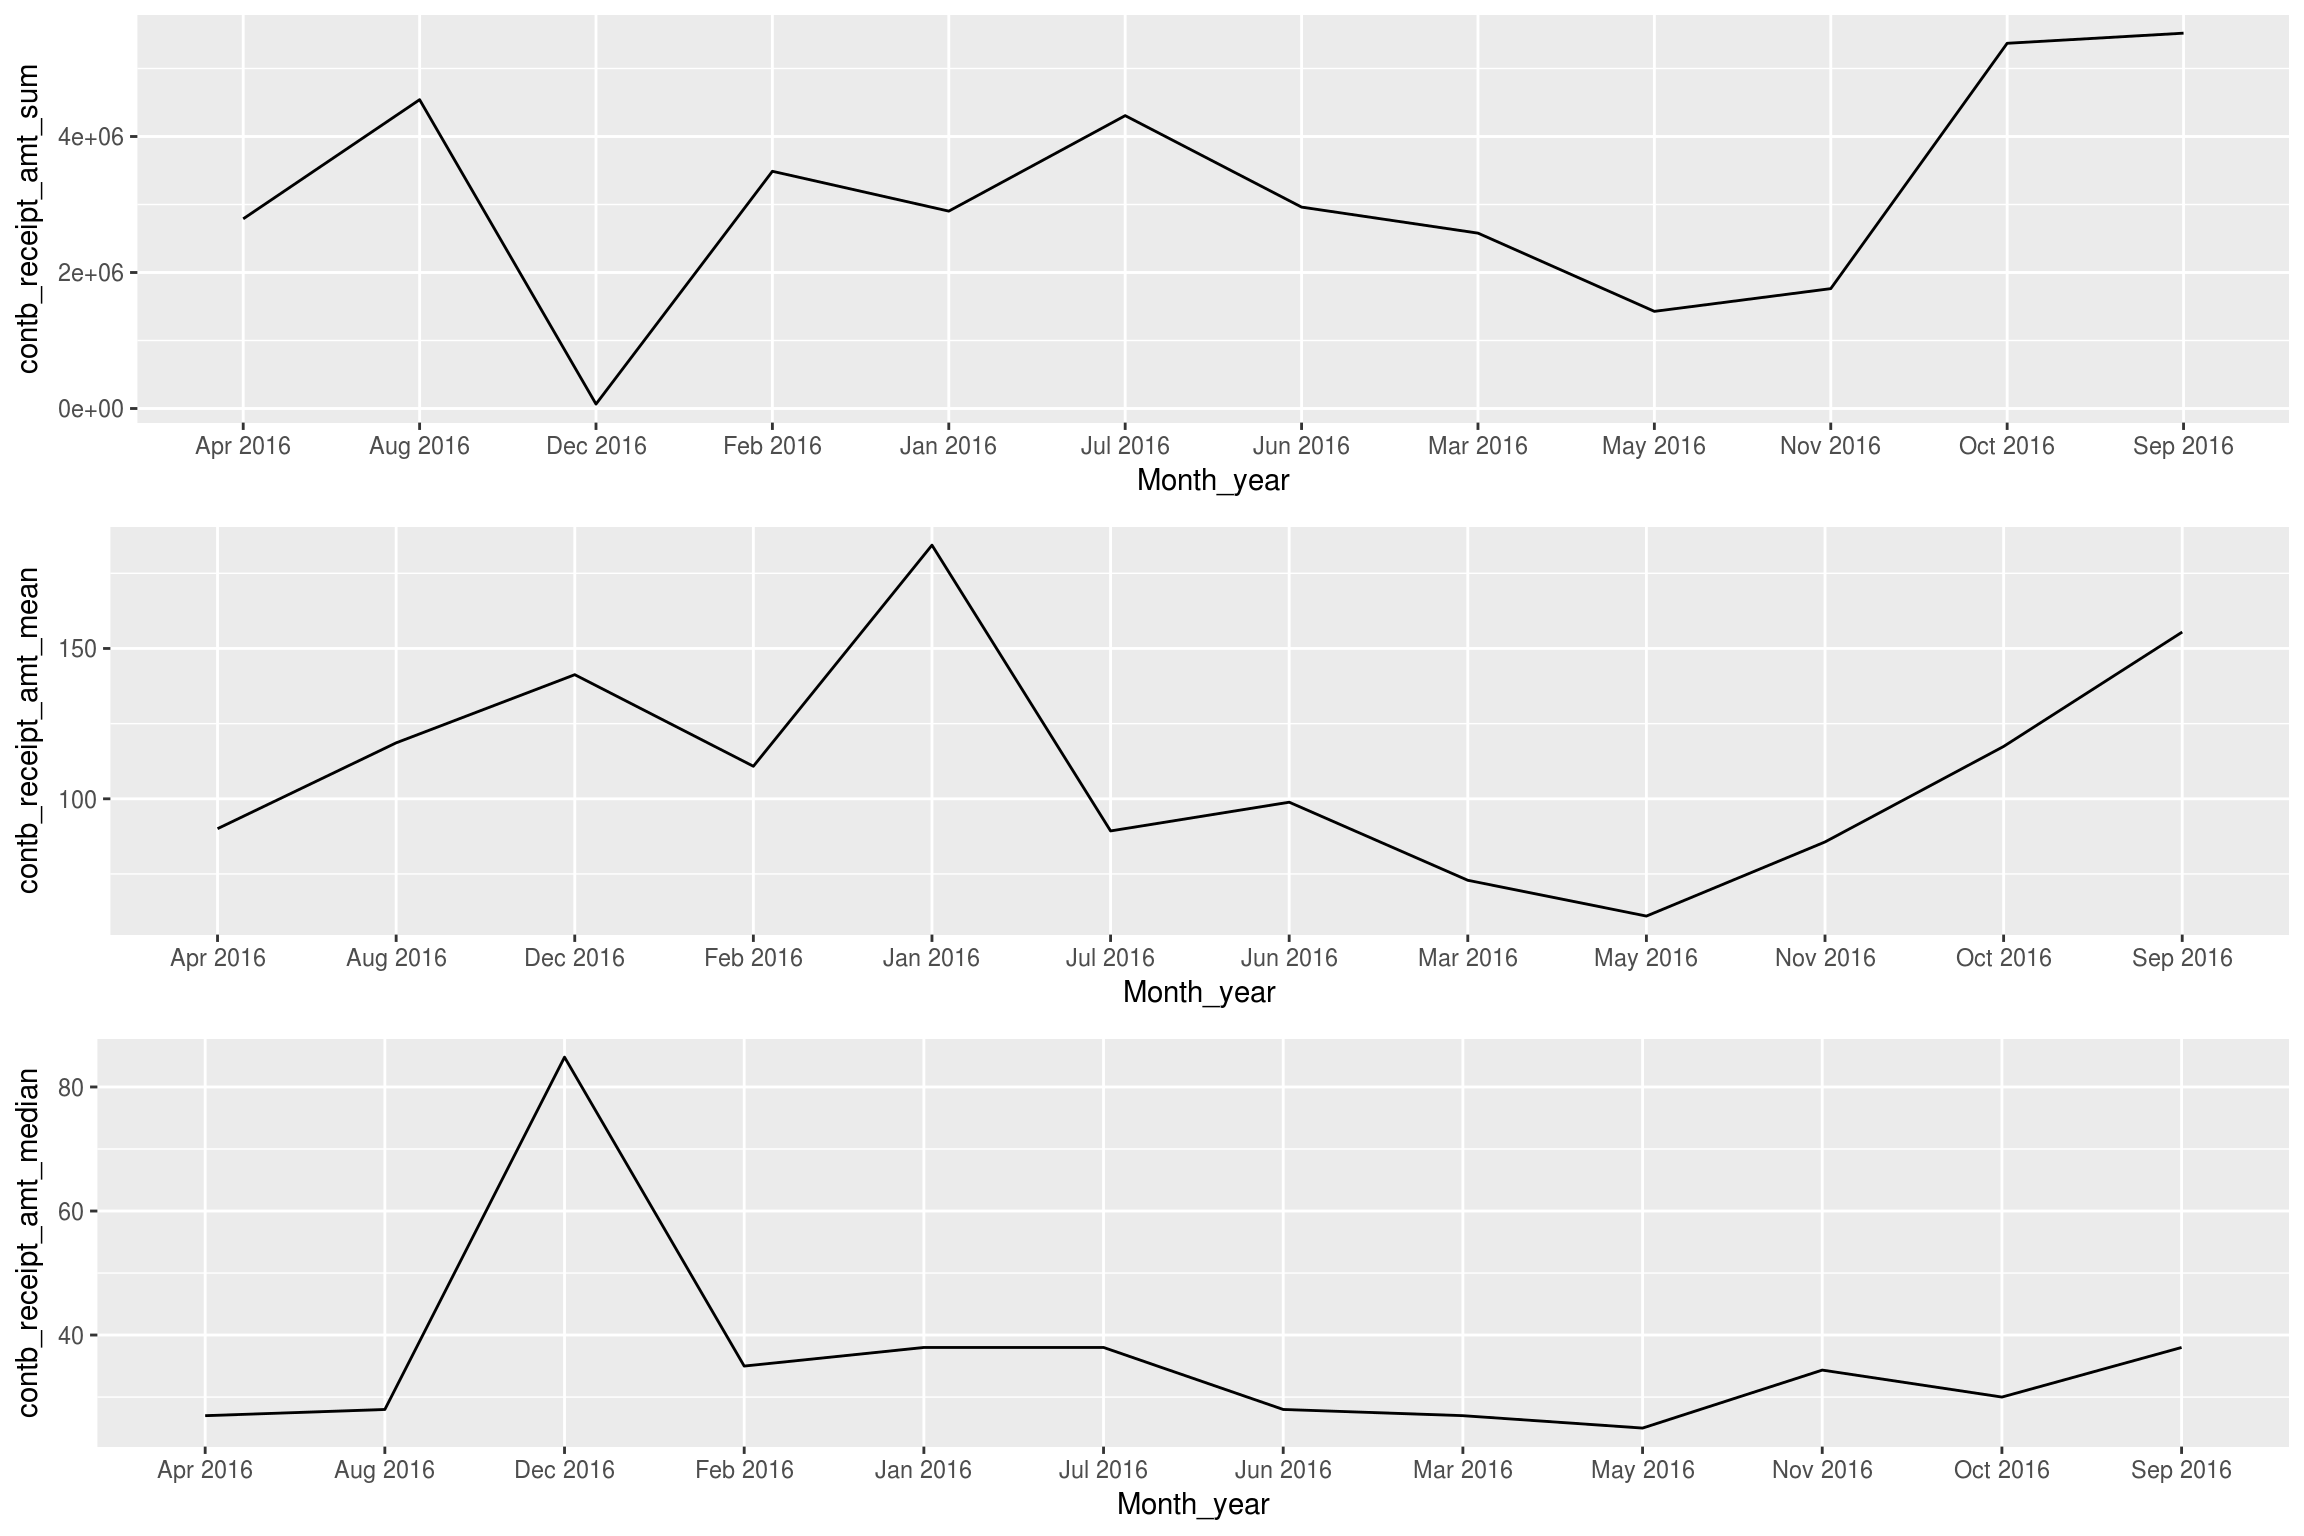 contb_receipt_amt_sum
4e+06
2e+06
0e+00
Apr 2016 Aug 2016 Dec 2016 Feb 2016 Jan 2016 Jul 2016 Jun 2016 Mar 2016 May 2016 Nov 2016 Oct 2016 Sep 2016
Month_year
contb_receipt_amt_mean
150
100
Apr 2016 Aug 2016 Dec 2016 Feb 2016 Jan 2016 Jul 2016 Jun 2016 Mar 2016 May 2016 Nov 2016 Oct 2016 Sep 2016
Month_year
contb_receipt_amt_median
80
60
40
Apr 2016 Aug 2016 Dec 2016 Feb 2016 Jan 2016 Jul 2016 Jun 2016 Mar 2016 May 2016 Nov 2016 Oct 2016 Sep 2016
Month_year